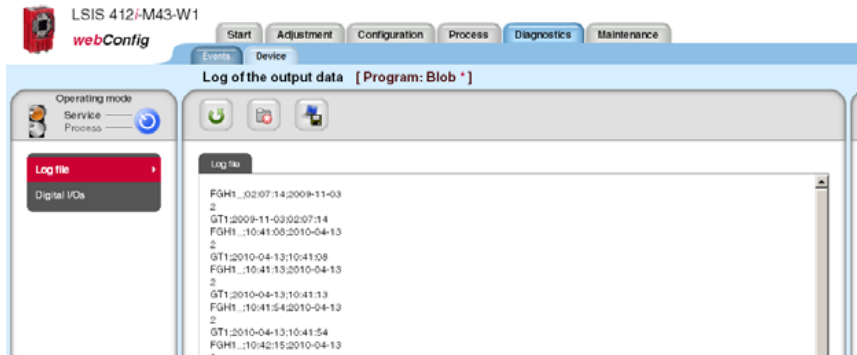 LSIS 412i-M43-W1
webConfig
Start Adjustment Configuration Process Diagnostics Maintenance
Events Device
Log of the output data [Program: Blob *]
Operating mode
Service
Process
Log file
Digital I/Os
Log file
FGH1_;02:07:14;2009-11-03
2
GT1;2009-11-03;02:07:14
FGH1_;10:41:08;2010-04-13
2
GT1;2010-04-13;10:41:08
FGH1_;10:41:13;2010-04-13
2
GT1;2010-04-13;10:41:13
FGH1_;10:41:54;2010-04-13
2
GT1;2010-04-13;10:41:54
FGH1_;10:42:15;2010-04-13